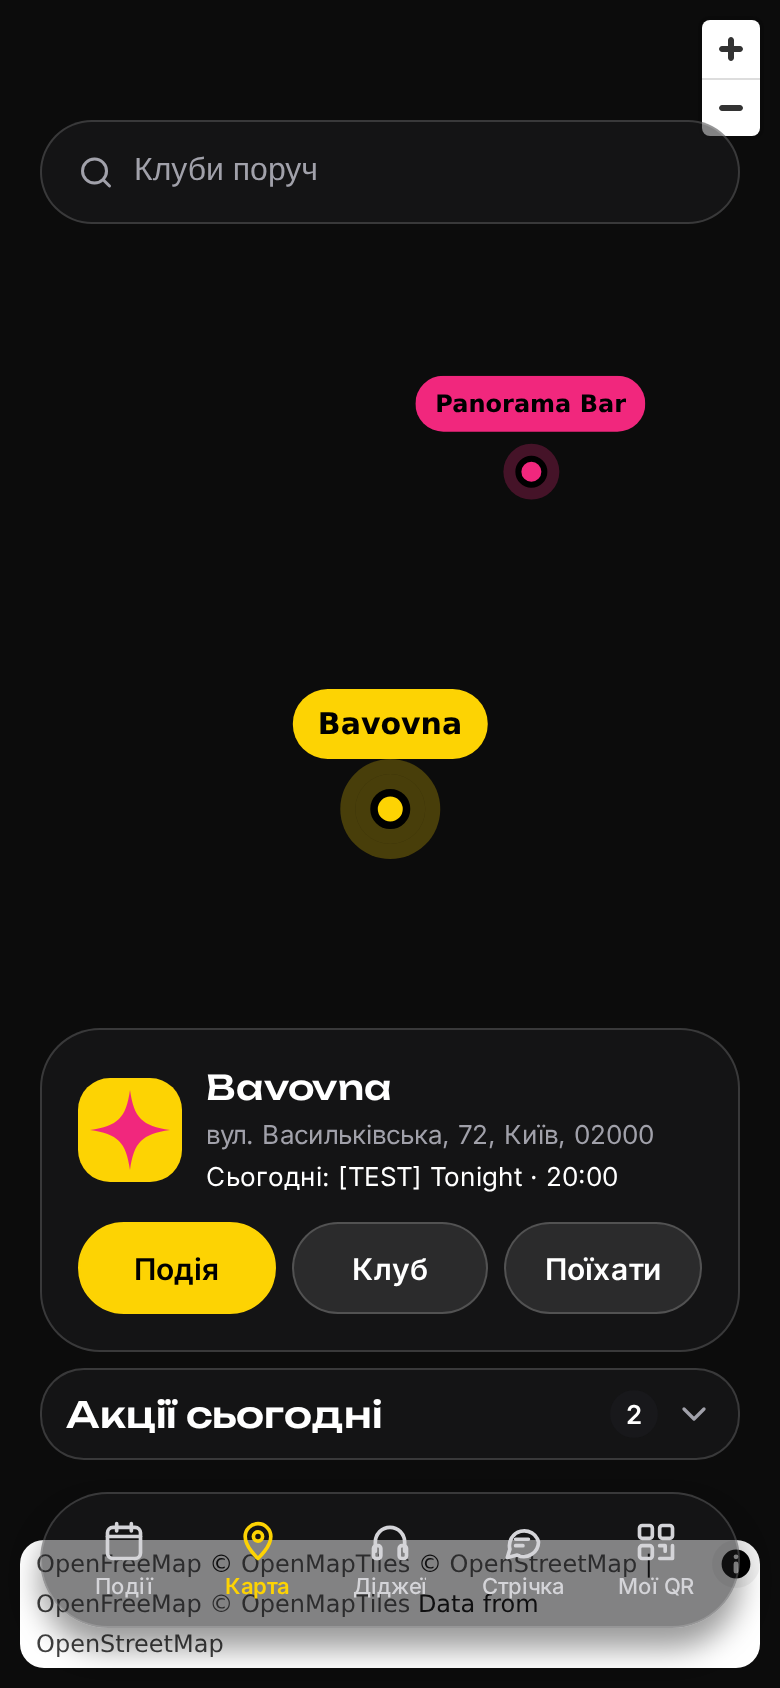 Клуби поруч
Panorama Bar
Bavovna
Bavovna
вул. Васильківська, 72, Київ, 02000
Сьогодні: [TEST] Tonight · 20:00
Подія
Клуб
Поїхати
Акції сьогодні
2
OpenFreeMap © OpenMapTiles © OpenStreetMap |
Події
Карта
Діджеї
Стрічка
Мої QR
OpenFreeMap © OpenMapTiles Data from
OpenStreetMap